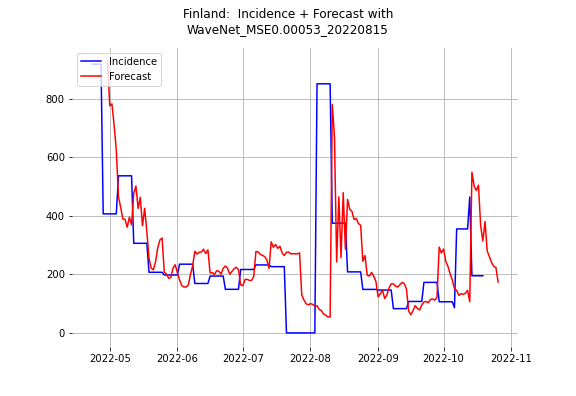 Finland:  Incidence + Forecast with
WaveNet_MSE0.00053_20220815
Incidence
Forecast
800
600
400
200
0
2022-05 2022-06 2022-07 2022-08 2022-09 2022-10 2022-11